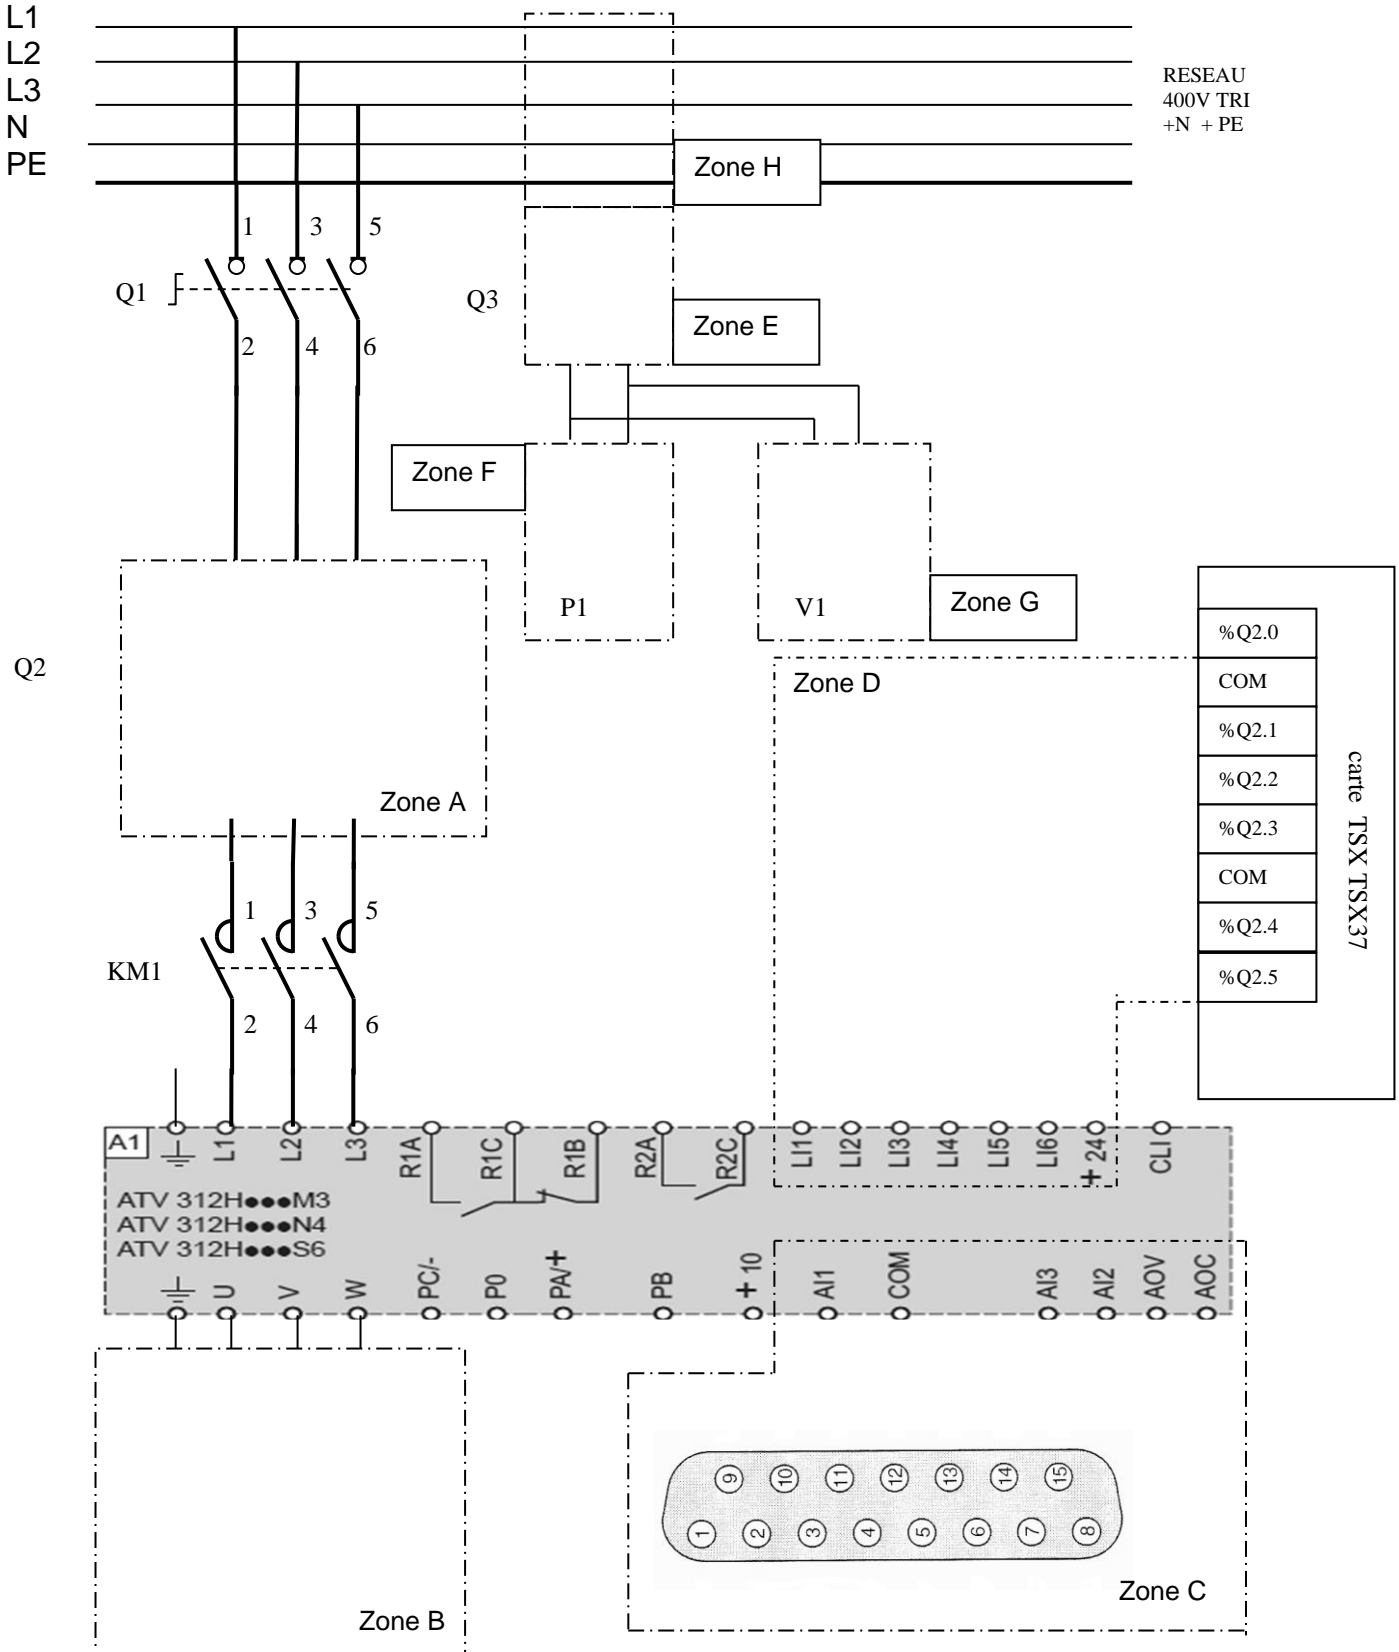 L1
L2
L3
N
PE
RESEAU
400V TRI
+N + PE
Zone H
1 3 5
Q1
2 4 6
Q3
Zone E
Zone F
P1
V1
Zone G
Q2
Zone A
Zone D
%Q2.0
COM
%Q2.1
%Q2.2
%Q2.3
COM
%Q2.4
%Q2.5
carte TSX TSX37
1 3 5
KM1
2 4 6
A1
L1 L2 L3 R1A R1C R1B R2A R2C LI1 LI2 LI3 LI4 LI5 LI6 +24 CLI
ATV 312H●●●M3
ATV 312H●●●N4
ATV 312H●●●S6
U V W PC/- P0 PA/+ PB +10 AI1 COM AI3 AI2 AOV AOC
9 10 11 12 13 14 15
1 2 3 4 5 6 7 8
Zone C
Zone B